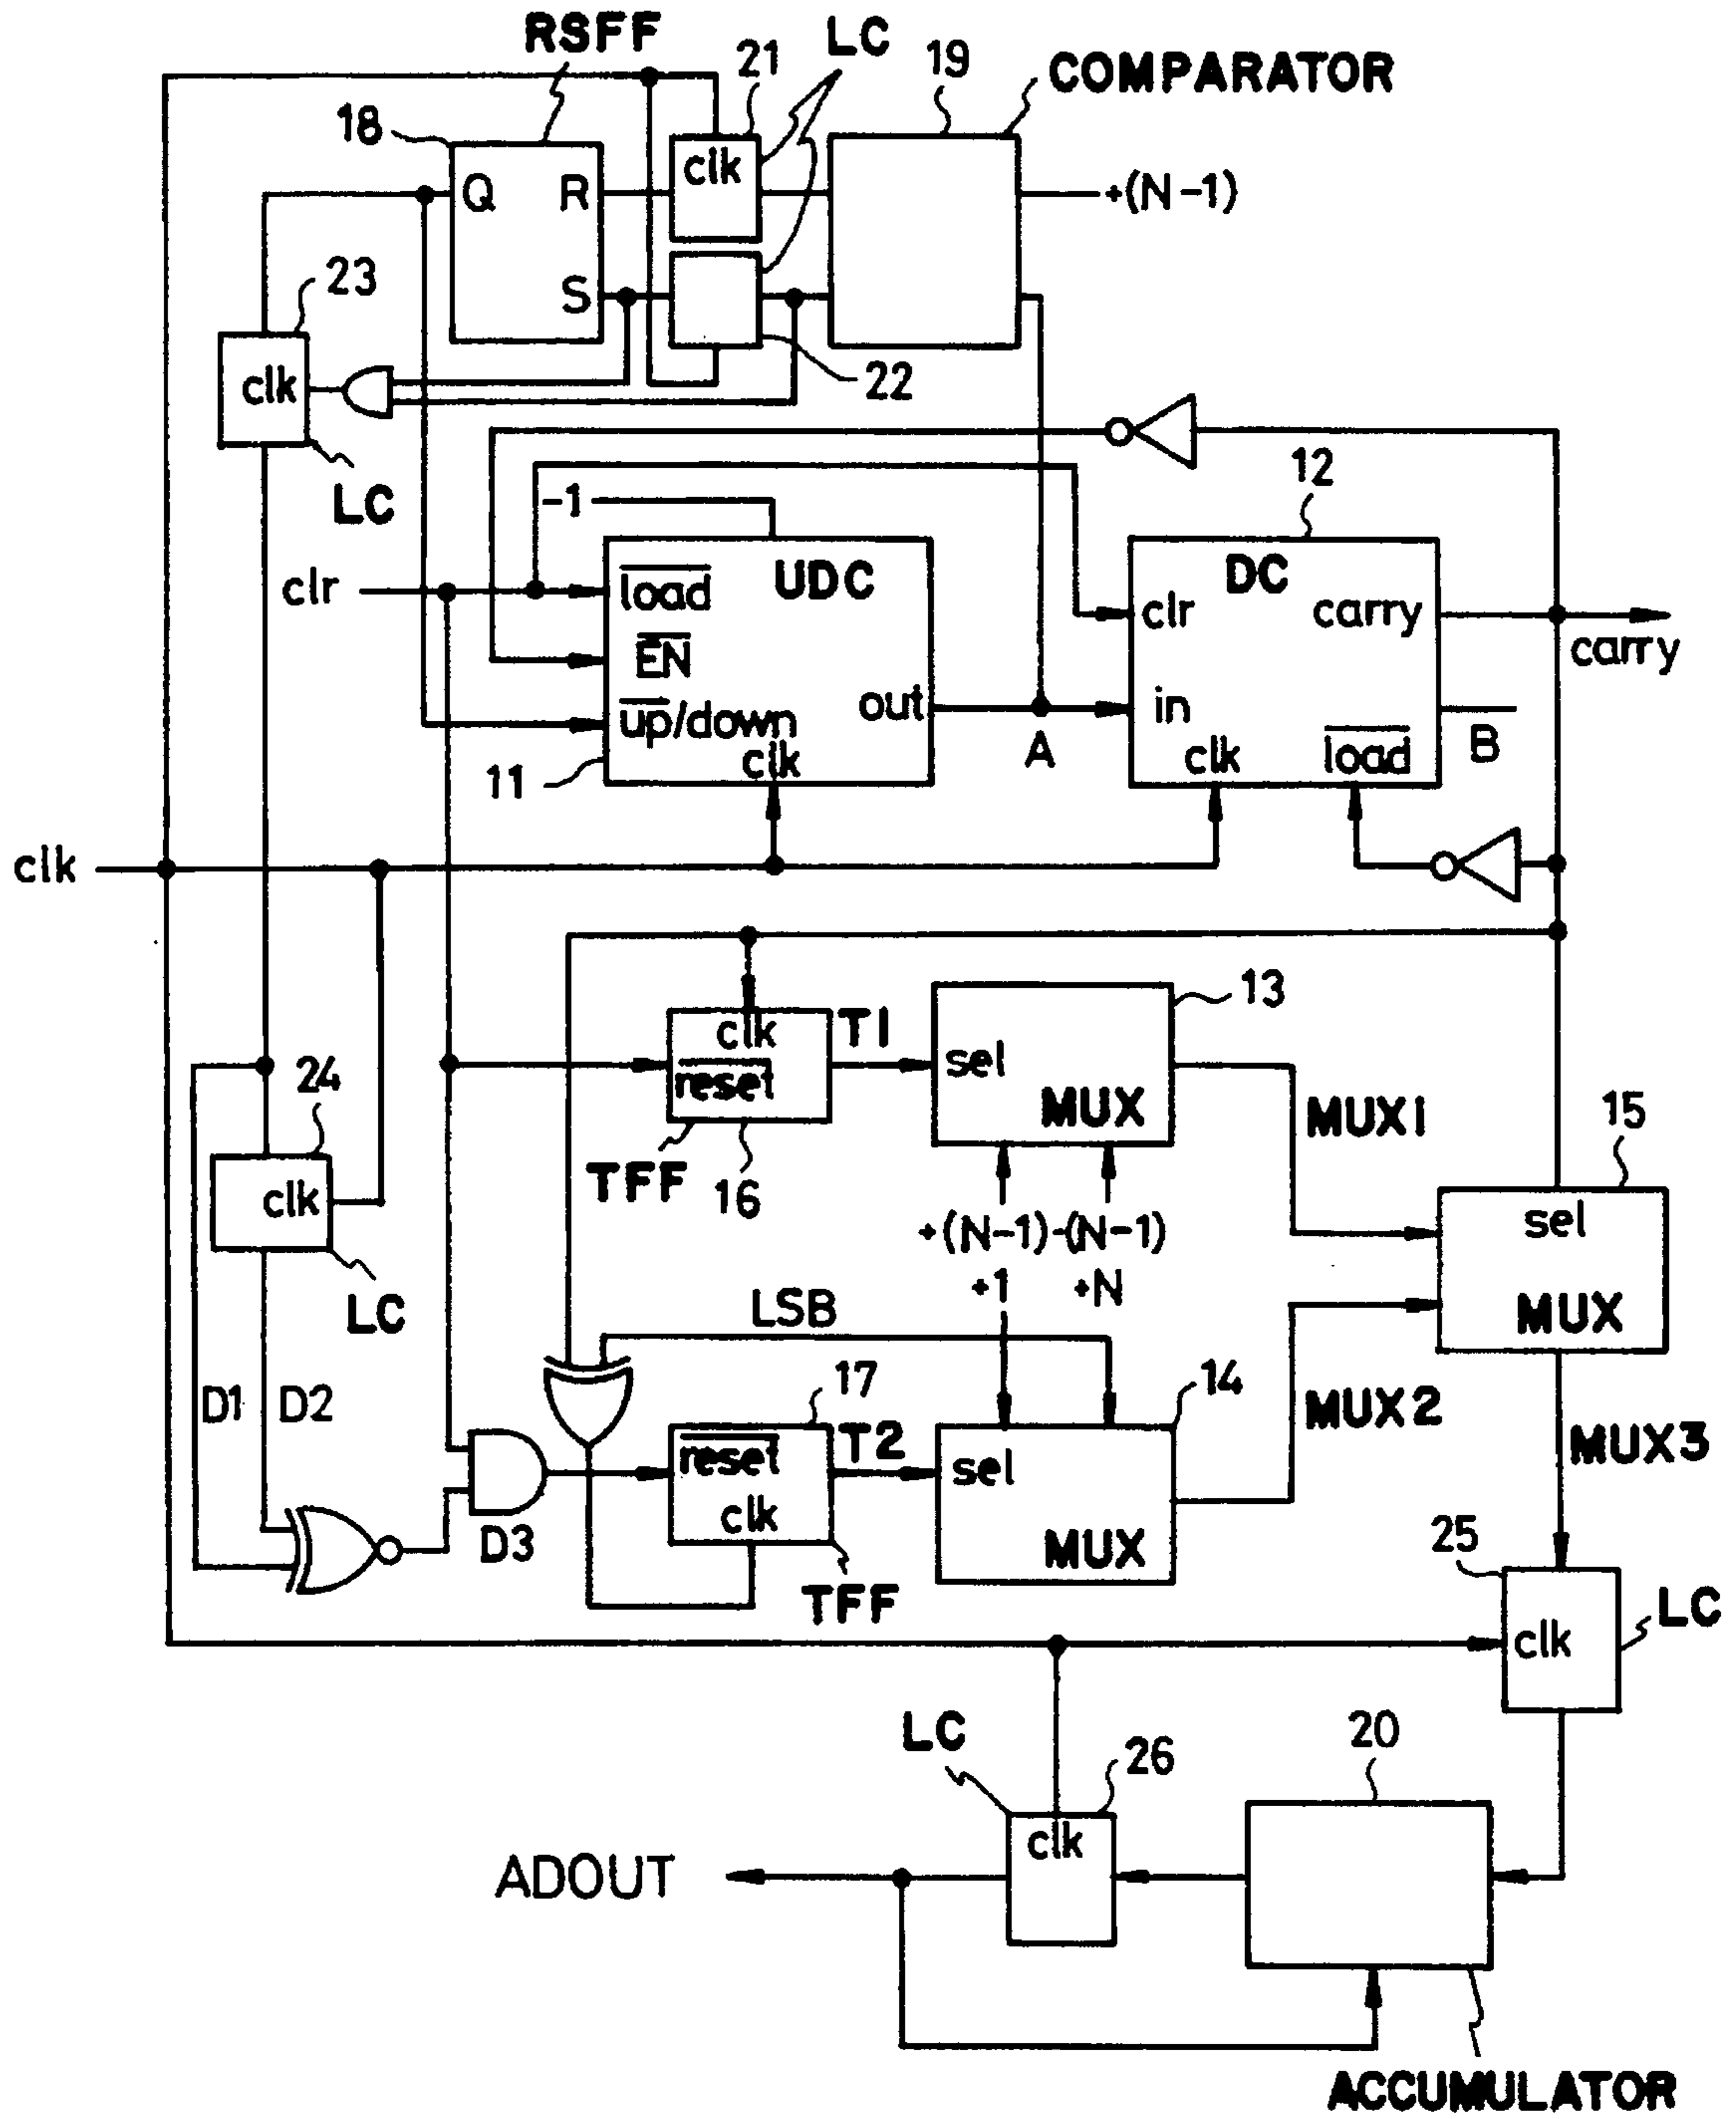 RSFF
LC
21
19
COMPARATOR
18
clk
Q
R
+(N-1)
S
23
22
clk
LC
12
-1
clr
load
UDC
DC
clr
carry
carry
EN
up/down
out
in
clk
A
clk
load
B
11
clk
13
clk
T1
reset
sel
MUX
MUX1
15
24
TFF
16
clk
+(N-1)
-(N-1)
sel
MUX
LC
LSB
+1
+N
D1
D2
17
14
MUX2
reset
T2
sel
clk
MUX
MUX3
D3
TFF
25
LC
clk
LC
26
20
clk
ADOUT
ACCUMULATOR